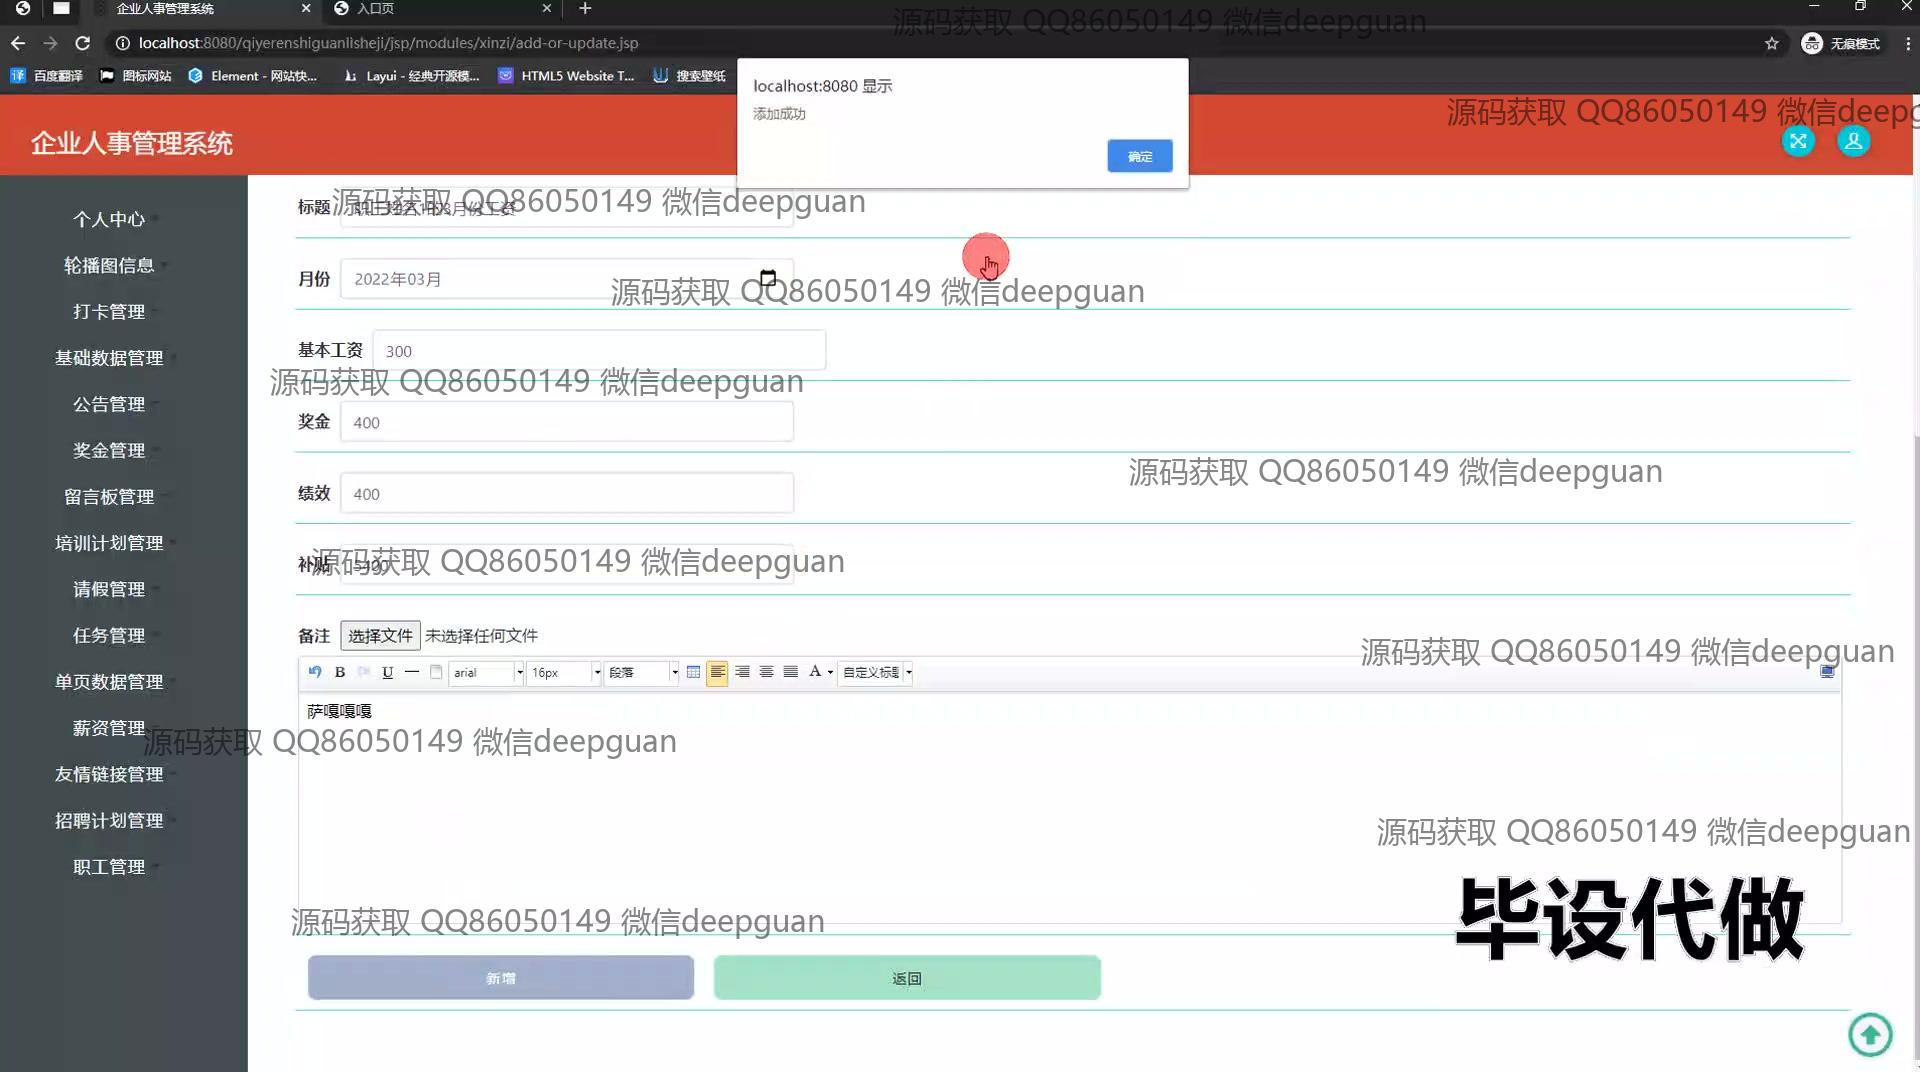 企业人事管理系统
入口页
源码获取 QQ86050149 微信deepguan
localhost:8080/qiyerenshiguanlisheji/jsp/modules/xinzi/add-or-update.jsp
无痕模式
百度翻译
图标网站
Element - 网站快...
Layui - 经典开源模...
HTML5 Website T...
搜索壁纸
localhost:8080 显示
添加成功
确定
源码获取 QQ86050149 微信deepg
企业人事管理系统
个人中心
轮播图信息
打卡管理
基础数据管理
公告管理
奖金管理
留言板管理
培训计划管理
请假管理
任务管理
单页数据管理
薪资管理
友情链接管理
招聘计划管理
职工管理
标题
源码获取 QQ86050149 微信deepguan
月份 2022年03月
源码获取 QQ86050149 微信deepguan
基本工资 300
源码获取 QQ86050149 微信deepguan
奖金 400
源码获取 QQ86050149 微信deepguan
绩效 400
补贴
源码获取 QQ86050149 微信deepguan
备注 选择文件 未选择任何文件
源码获取 QQ86050149 微信deepguan
B U arial 16px 段落 A 自定义标题
萨嘎嘎嘎
源码获取 QQ86050149 微信deepguan
源码获取 QQ86050149 微信deepguan
毕设代做
源码获取 QQ86050149 微信deepguan
新增 返回